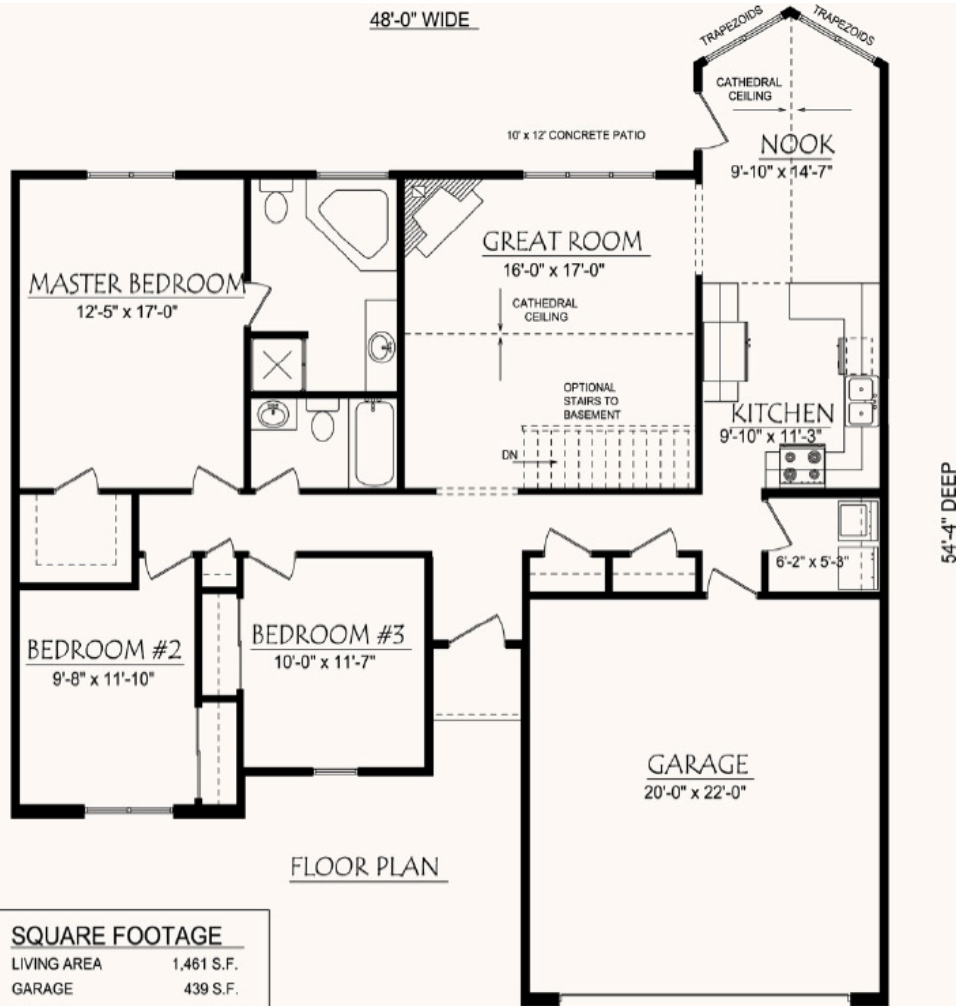 48'-0" WIDE
TRAPEZOIDS
TRAPEZOIDS
CATHEDRAL
CEILING
10' x 12' CONCRETE PATIO
NOOK
9'-10" x 14'-7"
MASTER BEDROOM
12'-5" x 17'-0"
GREAT ROOM
16'-0" x 17'-0"
CATHEDRAL
CEILING
OPTIONAL
STAIRS TO
BASEMENT
DN
KITCHEN
9'-10" x 11'-3"
54'-4" DEEP
6'-2" x 5'-3"
BEDROOM #2
9'-8" x 11'-10"
BEDROOM #3
10'-0" x 11'-7"
GARAGE
20'-0" x 22'-0"
FLOOR PLAN
SQUARE FOOTAGE
LIVING AREA 1,461 S.F.
GARAGE 439 S.F.